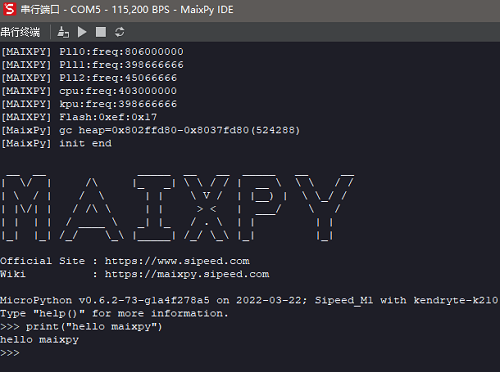 串行端口 - COM5 - 115,200 BPS - MaixPy IDE
串行终端
[MAIXPY] Pll0:freq:806000000
[MAIXPY] Pll1:freq:398666666
[MAIXPY] Pll2:freq:45066666
[MAIXPY] cpu:freq:403000000
[MAIXPY] kpu:freq:398666666
[MAIXPY] Flash:0xef:0x17
[MaixPy] gc heap=0x802ffd80-0x8037fd80(524288)
[MaixPy] init end
MAIXPY
Official Site : https://www.sipeed.com
Wiki          : https://maixpy.sipeed.com
MicroPython v0.6.2-73-g1a4f278a5 on 2022-03-22; Sipeed_M1 with kendryte-k210
Type "help()" for more information.
>>> print("hello maixpy")
hello maixpy
>>>